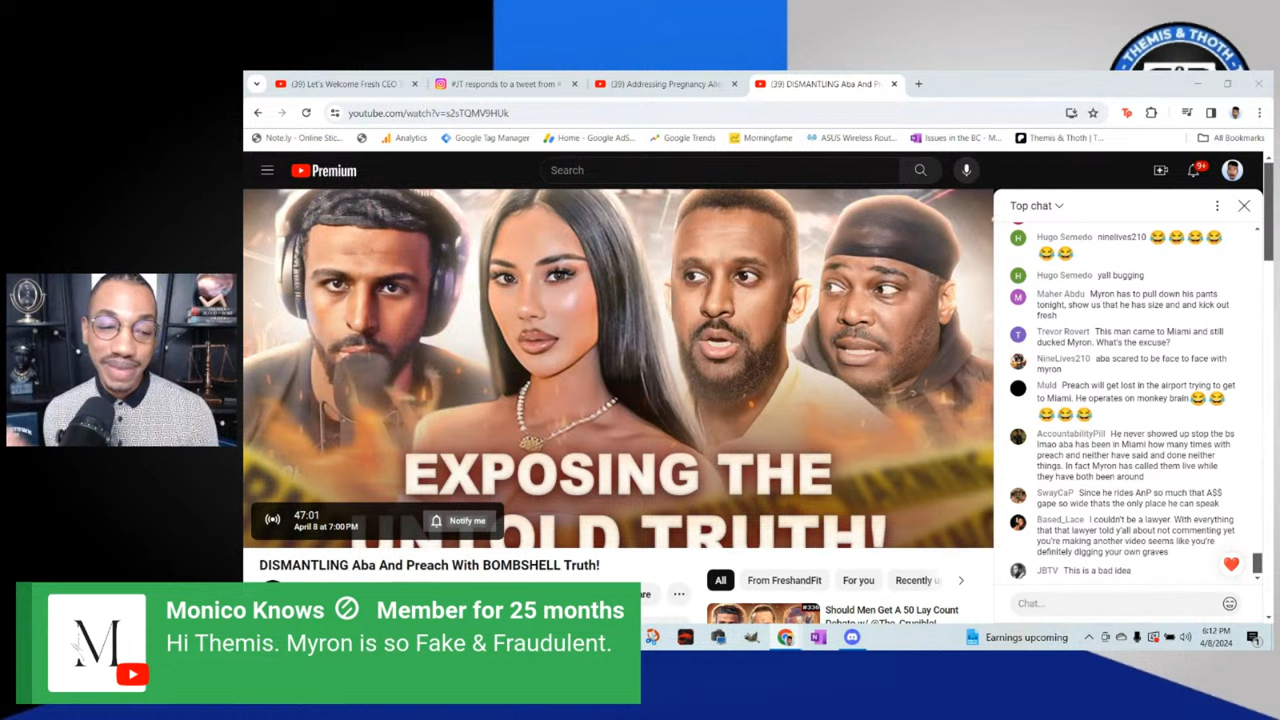 THEMIS & THOTH
(39) Let's Welcome Fresh CEO
#JT responds to a tweet from
(39) Addressing Pregnancy Alle
(39) DISMANTLING Aba And Pr
youtube.com/watch?v=s2sTQMV9HUk
Note.ly - Online Stic...
Analytics
Google Tag Manager
Home - Google AdS...
Google Trends
Morningfame
ASUS Wireless Rout...
Issues in the BC - M...
Themis & Thoth | T...
All Bookmarks
Premium
Search
9+
Top chat
Hugo Semedo ninelives210 😂😂😂😂
😂😂
Hugo Semedo yall bugging
Maher Abdu Myron has to pull down his pants
tonight, show us that he has size and and kick out
fresh
Trevor Rovert This man came to Miami and still
ducked Myron. What's the excuse?
NineLives210 aba scared to be face to face with
myron
Muld Preach will get lost in the airport trying to
get to Miami. He operates on monkey brain😂😂
😂😂😂
AccountabilityPill He never showed up stop the bs
lmao aba has been in Miami how many times with
preach and neither have said and done neither
things. In fact Myron has called them live while
they have both been around
SwayCaP Since he rides AnP so much that A$$
gape so wide thats the only place he can speak
Based_Lace I couldn't be a lawyer. With everything
that that lawyer told y'all about not commenting yet
you're making another video seems like you're
definitely digging your own graves
JBTV This is a bad idea
Chat...
EXPOSING THE
UNTOLD TRUTH!
47:01
April 8 at 7:00 PM
Notify me
DISMANTLING Aba And Preach With BOMBSHELL Truth!
All
From FreshandFit
For you
Recently u
#336
Should Men Get A 50 Lay Count
Debate w/ @The_Crucible!
Earnings upcoming
6:12 PM
4/8/2024
Monico Knows Member for 25 months
Hi Themis. Myron is so Fake & Fraudulent.
M